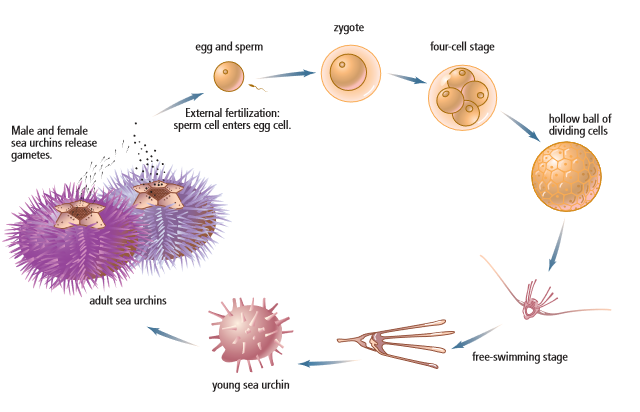 zygote
egg and sperm
four-cell stage
External fertilization:
sperm cell enters egg cell.
hollow ball of
dividing cells
Male and female
sea urchins release
gametes.
adult sea urchins
free-swimming stage
young sea urchin